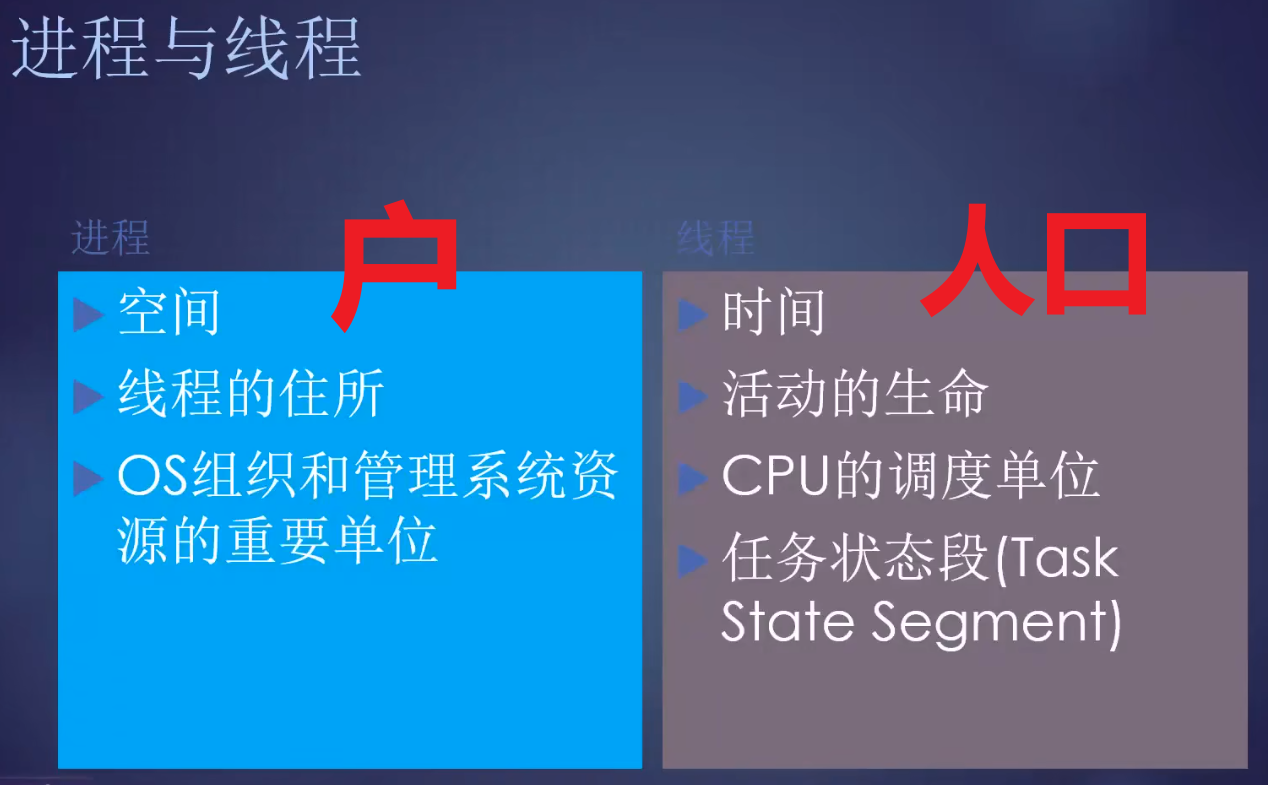 进程与线程
进程
户
空间
线程的住所
OS组织和管理系统资
源的重要单位
线程
人口
时间
活动的生命
CPU的调度单位
任务状态段(Task
State Segment)